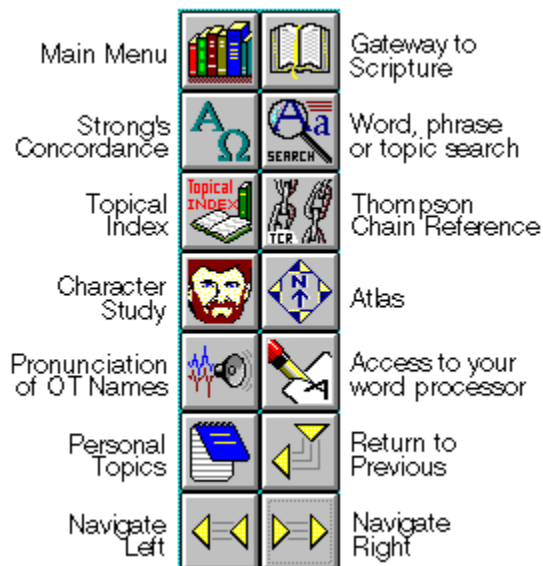 Main Menu
Gateway to
Scripture
Strong's
Concordance
Α
Ω
Aa
SEARCH
Word, phrase
or topic search
Topical
Index
Topical
INDEX
TCR
Thompson
Chain Reference
Character
Study
N
Atlas
Pronunciation
of OT Names
A
Access to your
word processor
Personal
Topics
Return to
Previous
Navigate
Left
Navigate
Right